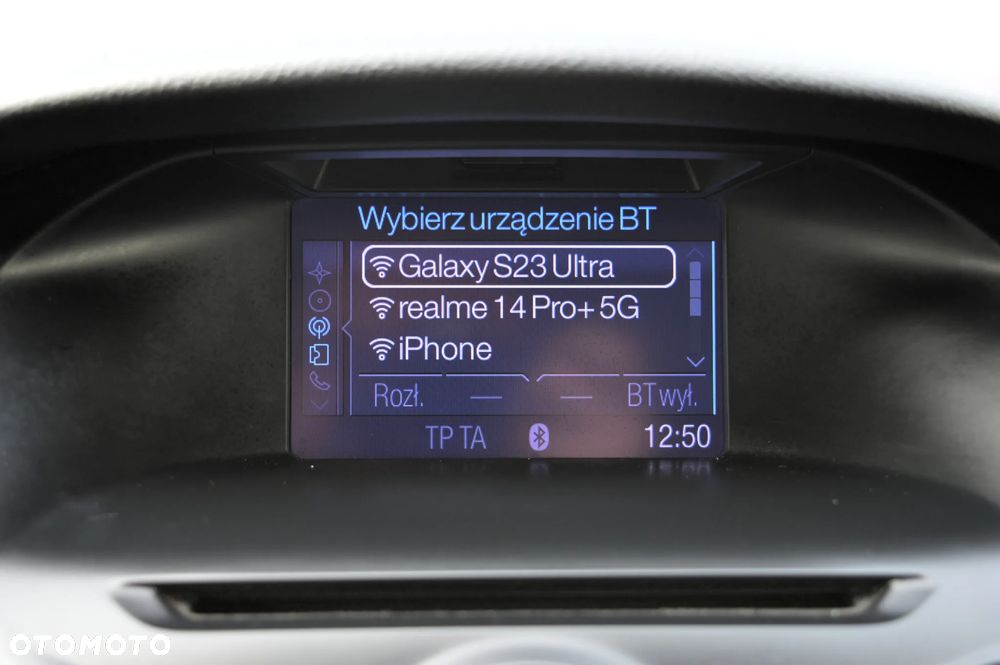 Wybierz urządzenie BT
Galaxy S23 Ultra
realme 14 Pro+ 5G
iPhone
Rozł. — — BT wył.
TP TA 12:50
OTOMOTO